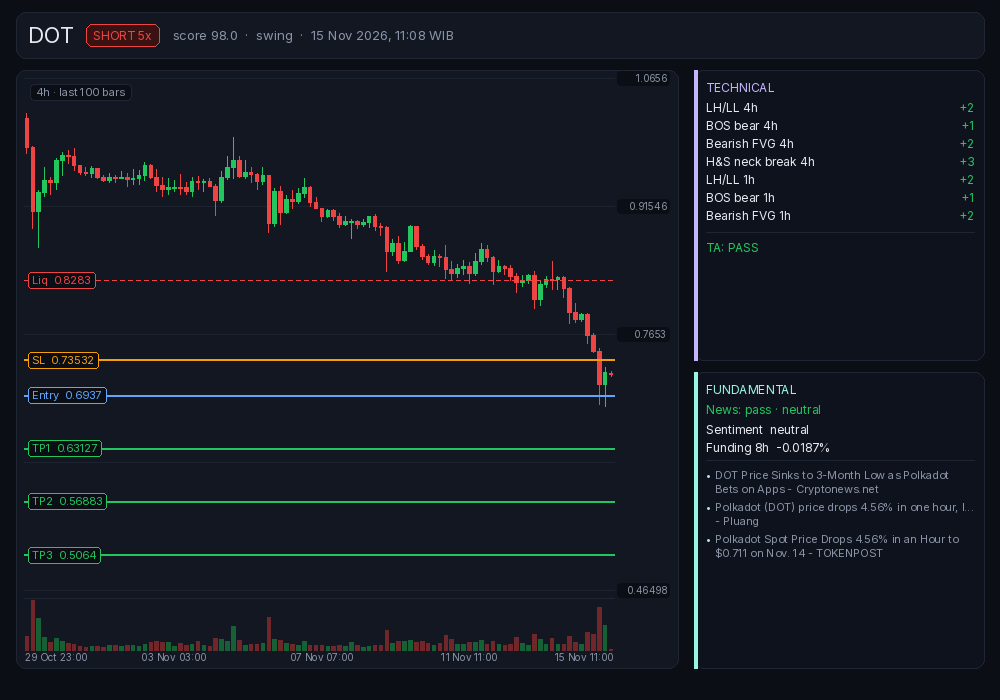 DOT SHORT 5x score 98.0 · swing · 15 Nov 2026, 11:08 WIB
4h · last 100 bars
1.0656
0.91546
Liq 0.8283
0.7653
SL 0.73532
Entry 0.6937
TP1 0.63127
TP2 0.56883
TP3 0.5064
0.46498
29 Oct 23:00 03 Nov 03:00 07 Nov 07:00 11 Nov 11:00 15 Nov 11:00
TECHNICAL
LH/LL 4h +2
BOS bear 4h +1
Bearish FVG 4h +2
H&S neck break 4h +3
LH/LL 1h +2
BOS bear 1h +1
Bearish FVG 1h +2
TA: PASS
FUNDAMENTAL
News: pass · neutral
Sentiment neutral
Funding 8h -0.0187%
• DOT Price Sinks to 3-Month Low as Polkadot
Bets on Apps - Cryptonews.net
• Polkadot (DOT) price drops 4.56% in one hour, l...
- Pluang
• Polkadot Spot Price Drops 4.56% in an Hour to
$0.711 on Nov. 14 - TOKENPOST